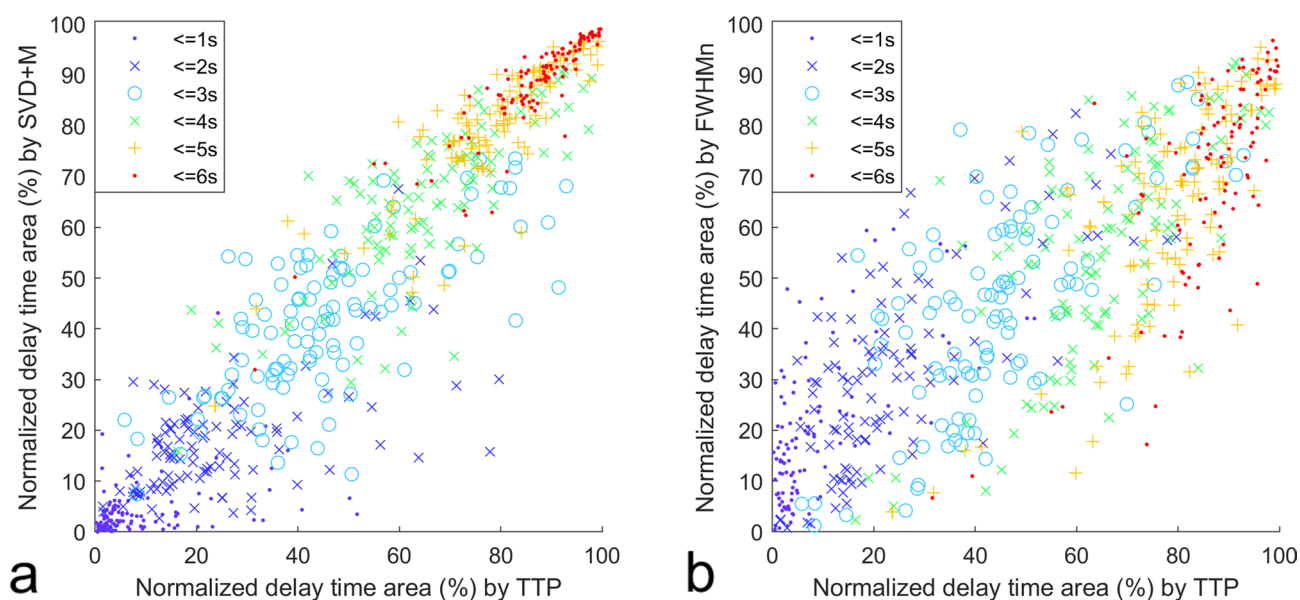 100
90
80
70
60
50
40
30
20
10
0
0 20 40 60 80 100
Normalized delay time area (%) by SVD+M
Normalized delay time area (%) by TTP
<=1s
<=2s
<=3s
<=4s
<=5s
<=6s
a
100
90
80
70
60
50
40
30
20
10
0
0 20 40 60 80 100
Normalized delay time area (%) by FWHMn
Normalized delay time area (%) by TTP
<=1s
<=2s
<=3s
<=4s
<=5s
<=6s
b